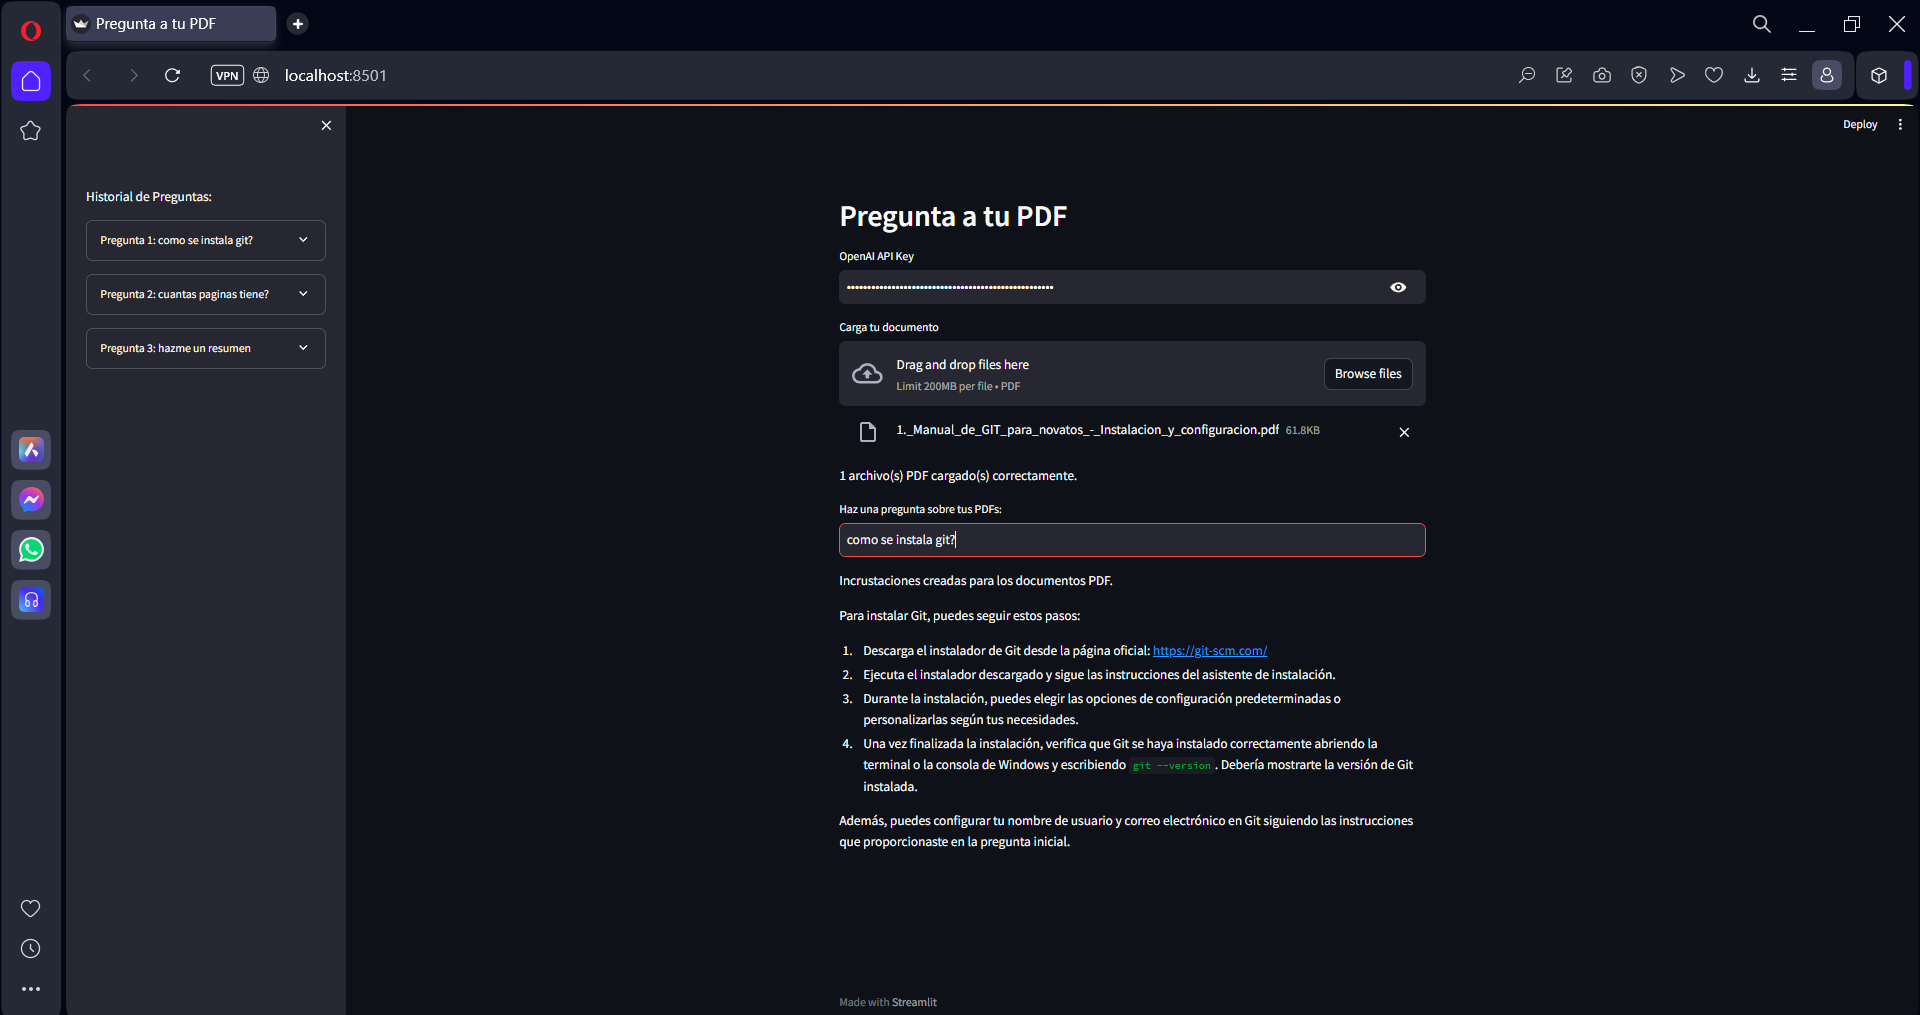 Pregunta a tu PDF
VPN
localhost:8501
Deploy
Historial de Preguntas:
Pregunta 1: como se instala git?
Pregunta 2: cuantas paginas tiene?
Pregunta 3: hazme un resumen
Pregunta a tu PDF
OpenAI API Key
Carga tu documento
Drag and drop files here
Limit 200MB per file • PDF
Browse files
1._Manual_de_GIT_para_novatos_-_Instalacion_y_configuracion.pdf 61.8KB
1 archivo(s) PDF cargado(s) correctamente.
Haz una pregunta sobre tus PDFs:
como se instala git?
Incrustaciones creadas para los documentos PDF.
Para instalar Git, puedes seguir estos pasos:
1. Descarga el instalador de Git desde la página oficial: https://git-scm.com/
2. Ejecuta el instalador descargado y sigue las instrucciones del asistente de instalación.
3. Durante la instalación, puedes elegir las opciones de configuración predeterminadas o
personalizarlas según tus necesidades.
4. Una vez finalizada la instalación, verifica que Git se haya instalado correctamente abriendo la
terminal o la consola de Windows y escribiendo git --version. Debería mostrarte la versión de Git
instalada.
Además, puedes configurar tu nombre de usuario y correo electrónico en Git siguiendo las instrucciones
que proporcionaste en la pregunta inicial.
Made with Streamlit